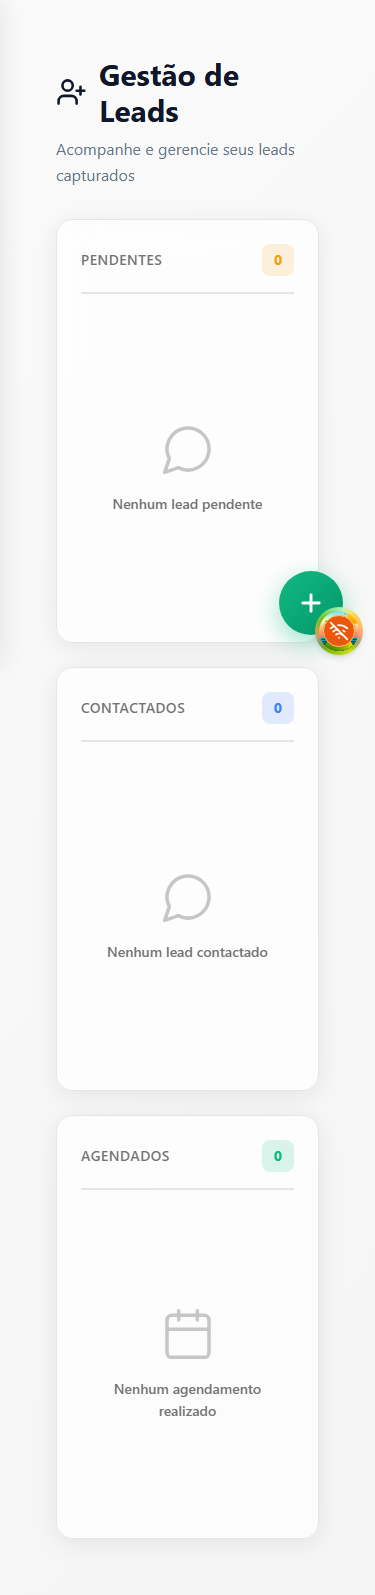 Gestão de
Leads
Acompanhe e gerencie seus leads
capturados
PENDENTES
0
Nenhum lead pendente
CONTACTADOS
0
Nenhum lead contactado
AGENDADOS
0
Nenhum agendamento
realizado